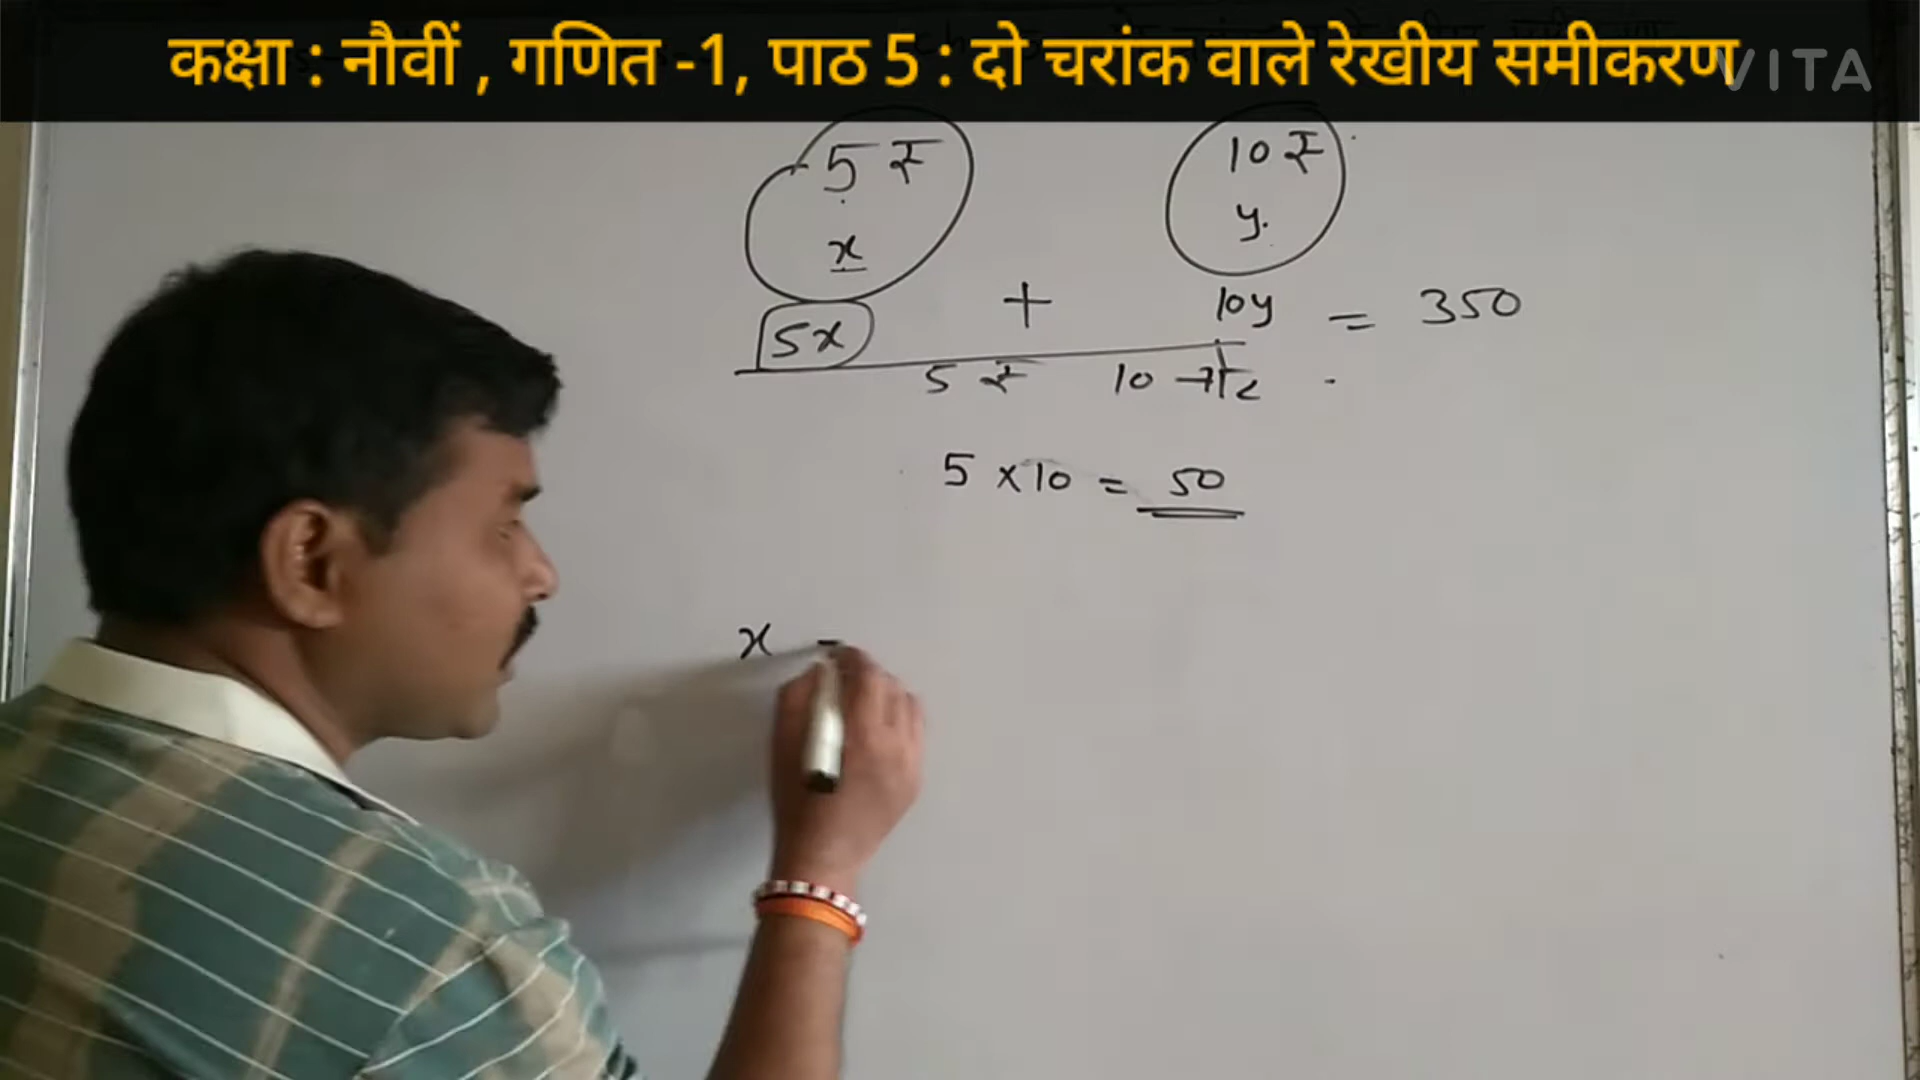 कक्षा : नौवीं , गणित -1, पाठ 5 : दो चरांक वाले रेखीय समीकरण
VITA
5 ₹ 10 ₹
x y.
5x + 10y = 350
5 ₹ 10 नोट
5 × 10 = 50
x =